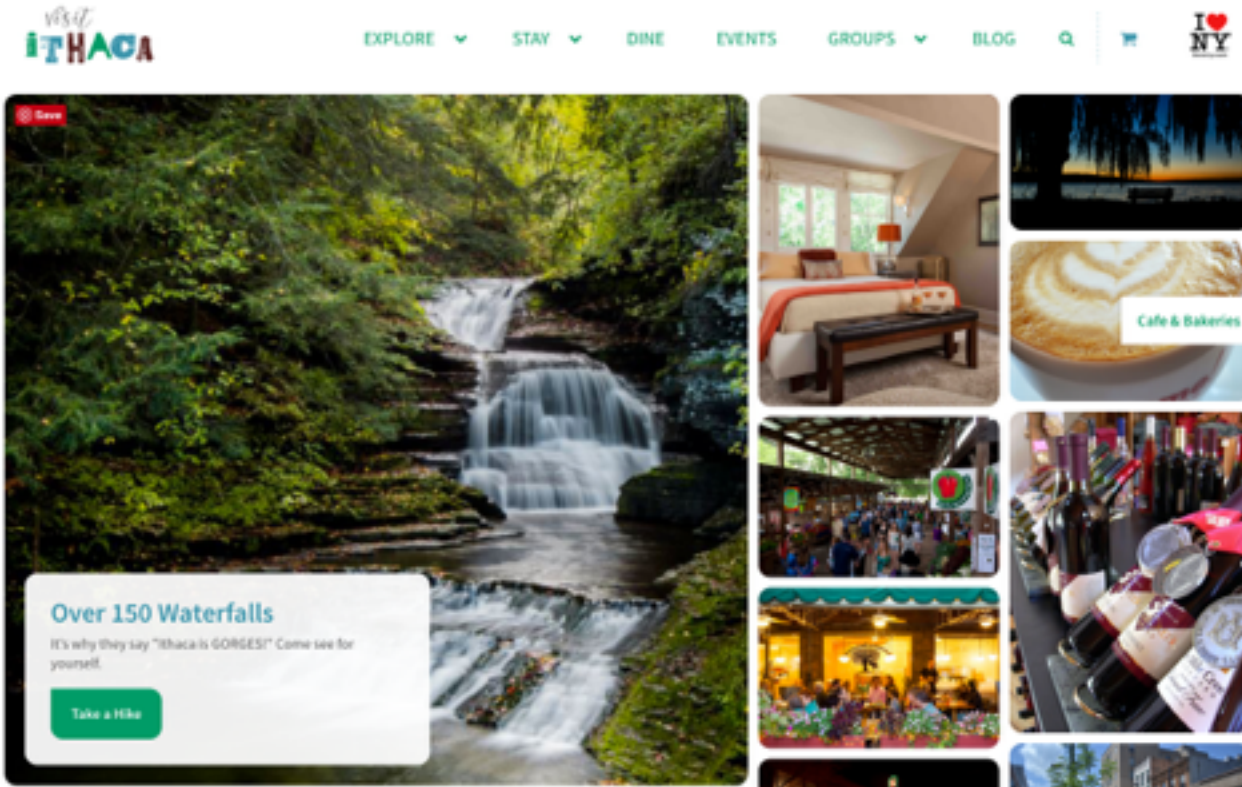 visit
iTHACA
EXPLORE
STAY
DINE
EVENTS
GROUPS
BLOG
I ♥
NY
Save
Cafe & Bakeries
Over 150 Waterfalls
It's why they say "Ithaca is GORGES!" Come see for
yourself.
Take a Hike